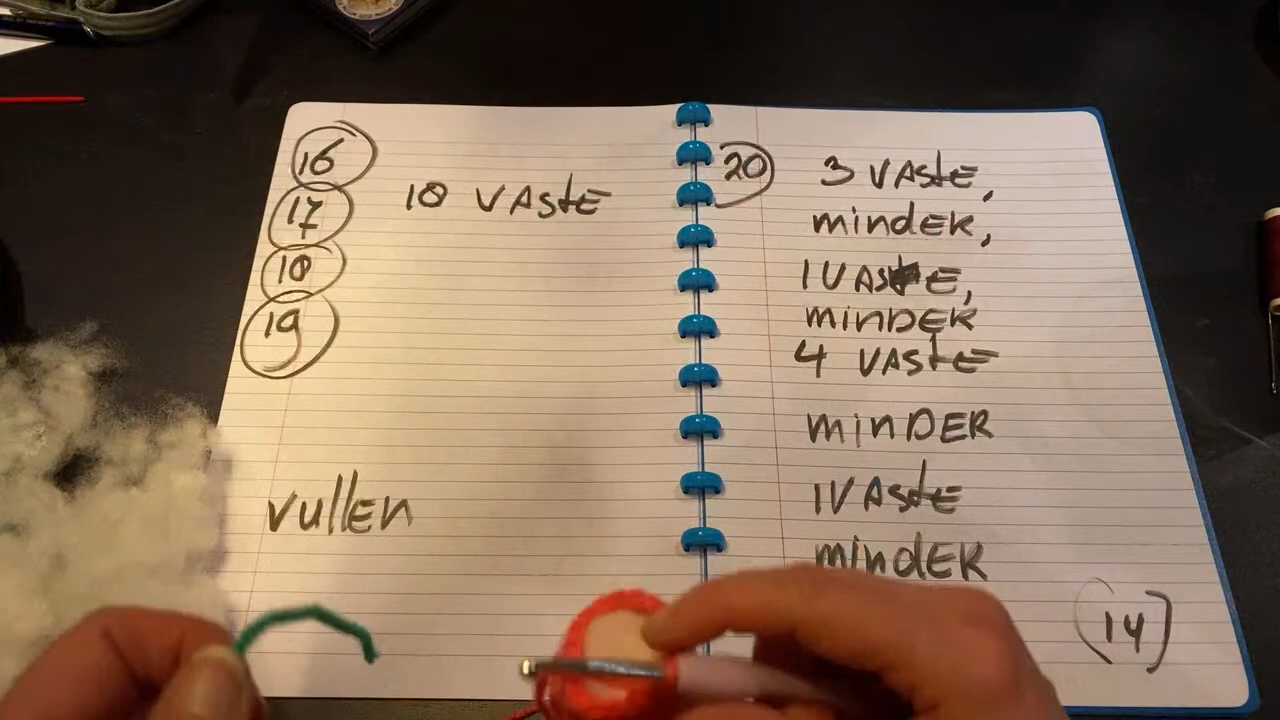 16
17
18
19
18 VASTE
VULLEN
20
3 VASTE,
MINDER,
1 VASTE,
MINDER
4 VASTE
MINDER
1 VASTE
MINDER
(14)